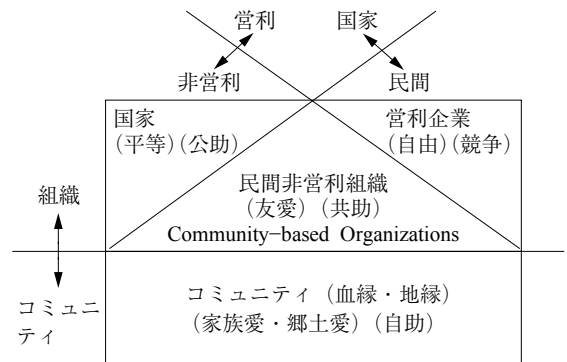 営利
国家
非営利
民間
国家
(平等)(公助)
営利企業
(自由)(競争)
民間非営利組織
(友愛) (共助)
Community−based Organizations
組織
コミュニ
ティ
コミュニティ (血縁・地縁)
(家族愛・郷土愛) (自助)